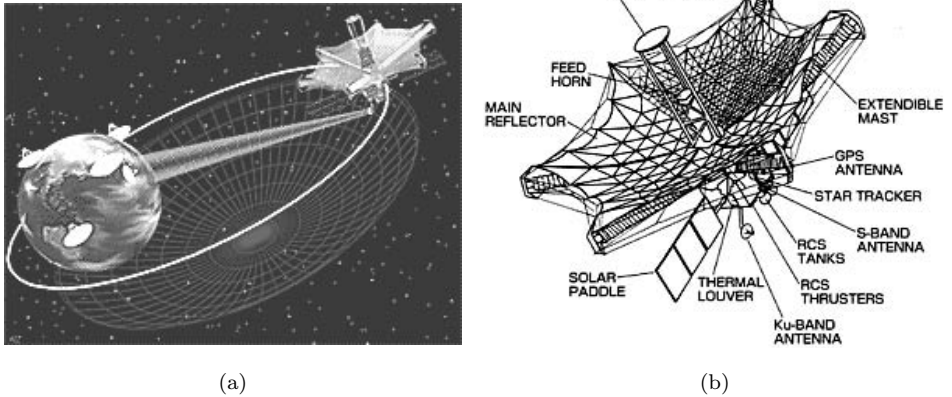 FEED
HORN
MAIN
REFLECTOR
EXTENDIBLE
MAST
GPS
ANTENNA
STAR TRACKER
S-BAND
ANTENNA
RCS
TANKS
SOLAR
PADDLE
THERMAL
LOUVER
RCS
THRUSTERS
Ku-BAND
ANTENNA
(a)
(b)